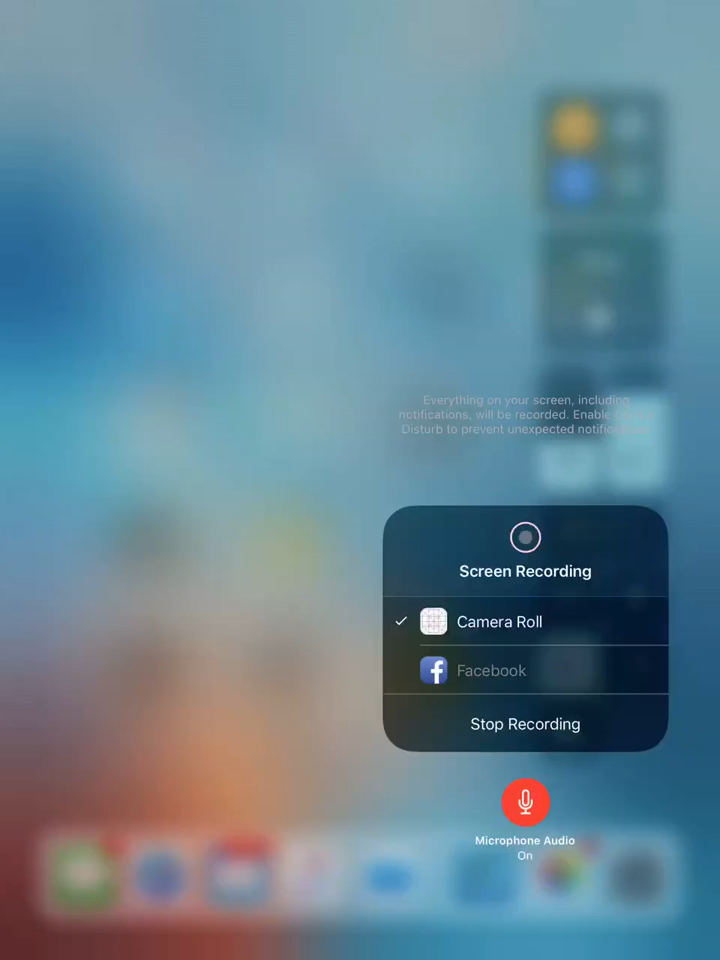 Everything on your screen, including
notifications, will be recorded. Enable
Disturb to prevent unexpected
Screen Recording
Camera Roll
Facebook
Stop Recording
Microphone Audio
On